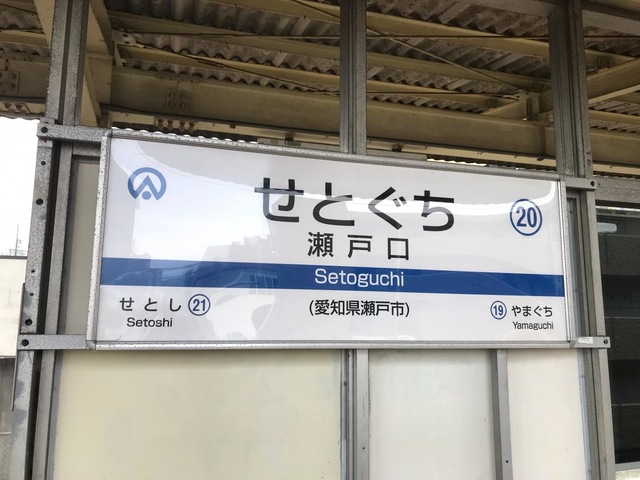 せとぐち
20
瀬戸口
Setoguchi
せとし 21
Setoshi
(愛知県瀬戸市)
19 やまぐち
Yamaguchi